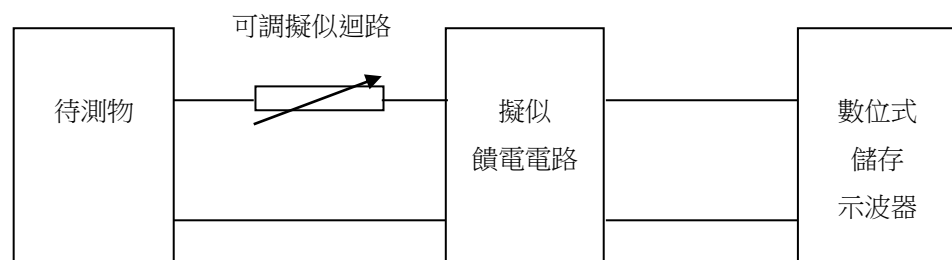 可調擬似迴路
待測物
擬似
饋電電路
數位式
儲存
示波器